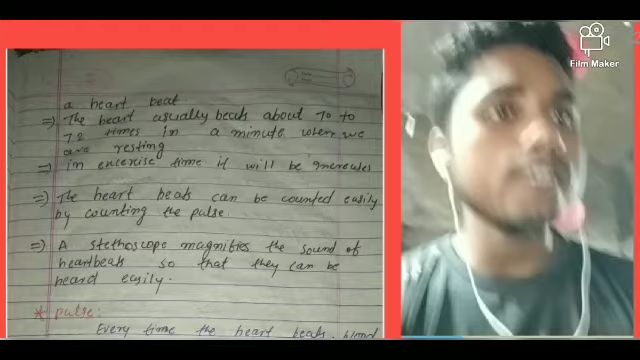 a heart beat
⇒ The heart usually beats about 70 to
72 times in a minute where we
are resting
⇒ in excercise time it will be increales
⇒ The heart beats can be counted easily
by counting the pulse.
⇒ A stethoscope magnifies the sound of
heartbeats so that they can be
heard easily.
* Pulse:
Every time the heart beats, blood
Film Maker